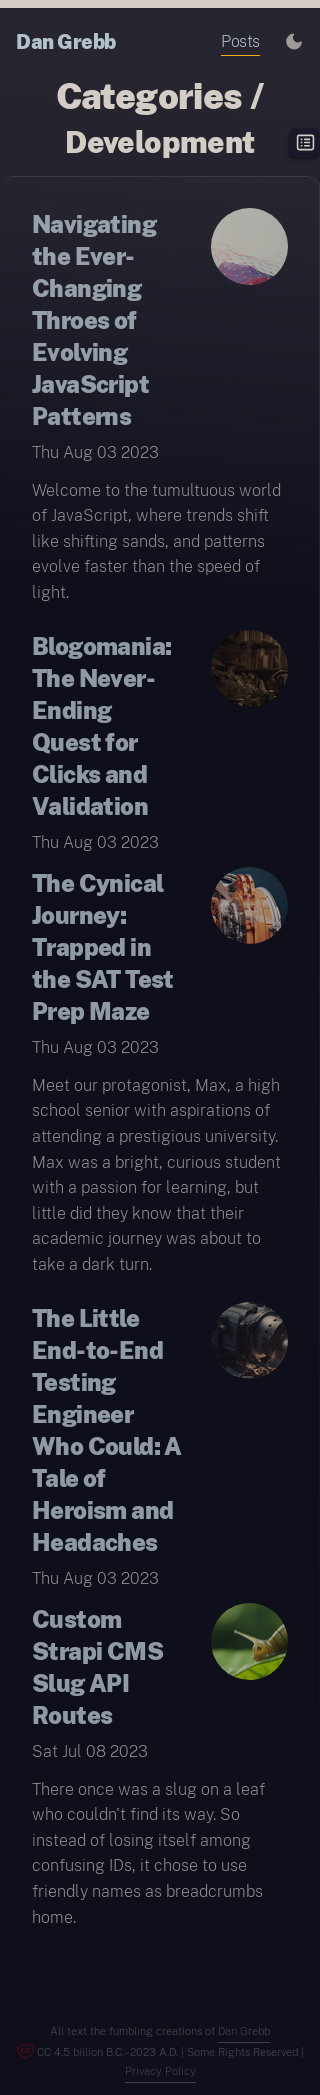 Dan Grebb
Posts
Categories /
Development
Navigating
the Ever-
Changing
Throes of
Evolving
JavaScript
Patterns
Thu Aug 03 2023
Welcome to the tumultuous world
of JavaScript, where trends shift
like shifting sands, and patterns
evolve faster than the speed of
light.
Blogomania:
The Never-
Ending
Quest for
Clicks and
Validation
Thu Aug 03 2023
The Cynical
Journey:
Trapped in
the SAT Test
Prep Maze
Thu Aug 03 2023
Meet our protagonist, Max, a high
school senior with aspirations of
attending a prestigious university.
Max was a bright, curious student
with a passion for learning, but
little did they know that their
academic journey was about to
take a dark turn.
The Little
End-to-End
Testing
Engineer
Who Could: A
Tale of
Heroism and
Headaches
Thu Aug 03 2023
Custom
Strapi CMS
Slug API
Routes
Sat Jul 08 2023
There once was a slug on a leaf
who couldn't find its way. So
instead of losing itself among
confusing IDs, it chose to use
friendly names as breadcrumbs
home.
All text the fumbling creations of Dan Grebb
CC 4.5 billion B.C.–2023 A.D. | Some Rights Reserved |
Privacy Policy